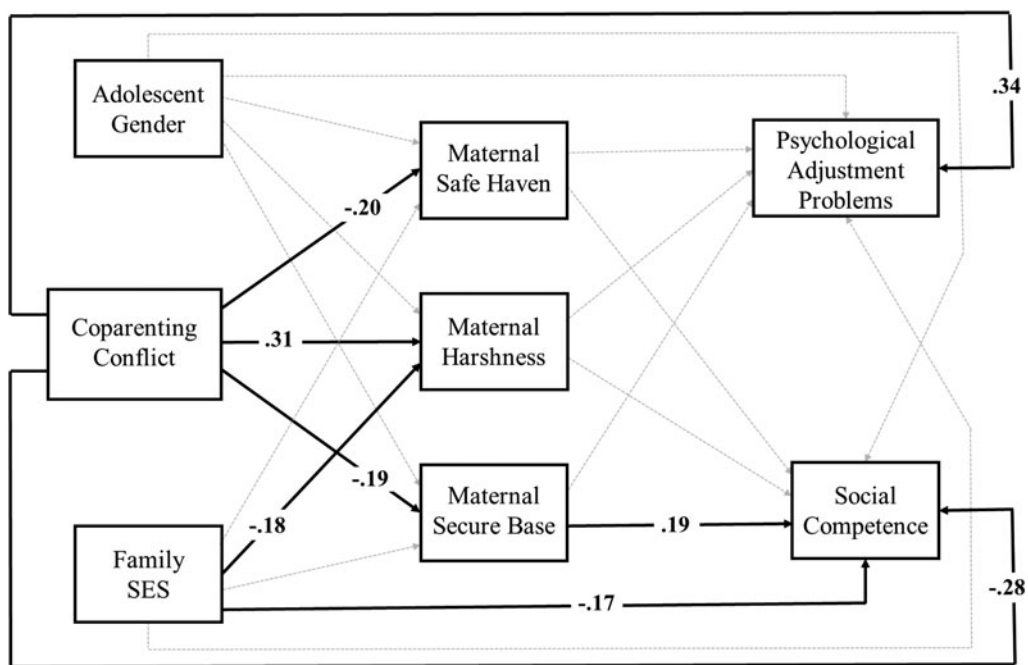 Adolescent
Gender
.34
Maternal
Safe Haven
Psychological
Adjustment
Problems
-.20
Coparenting
Conflict
.31
Maternal
Harshness
-.19
-.18
Maternal
Secure Base
.19
Social
Competence
Family
SES
-.17
-.28